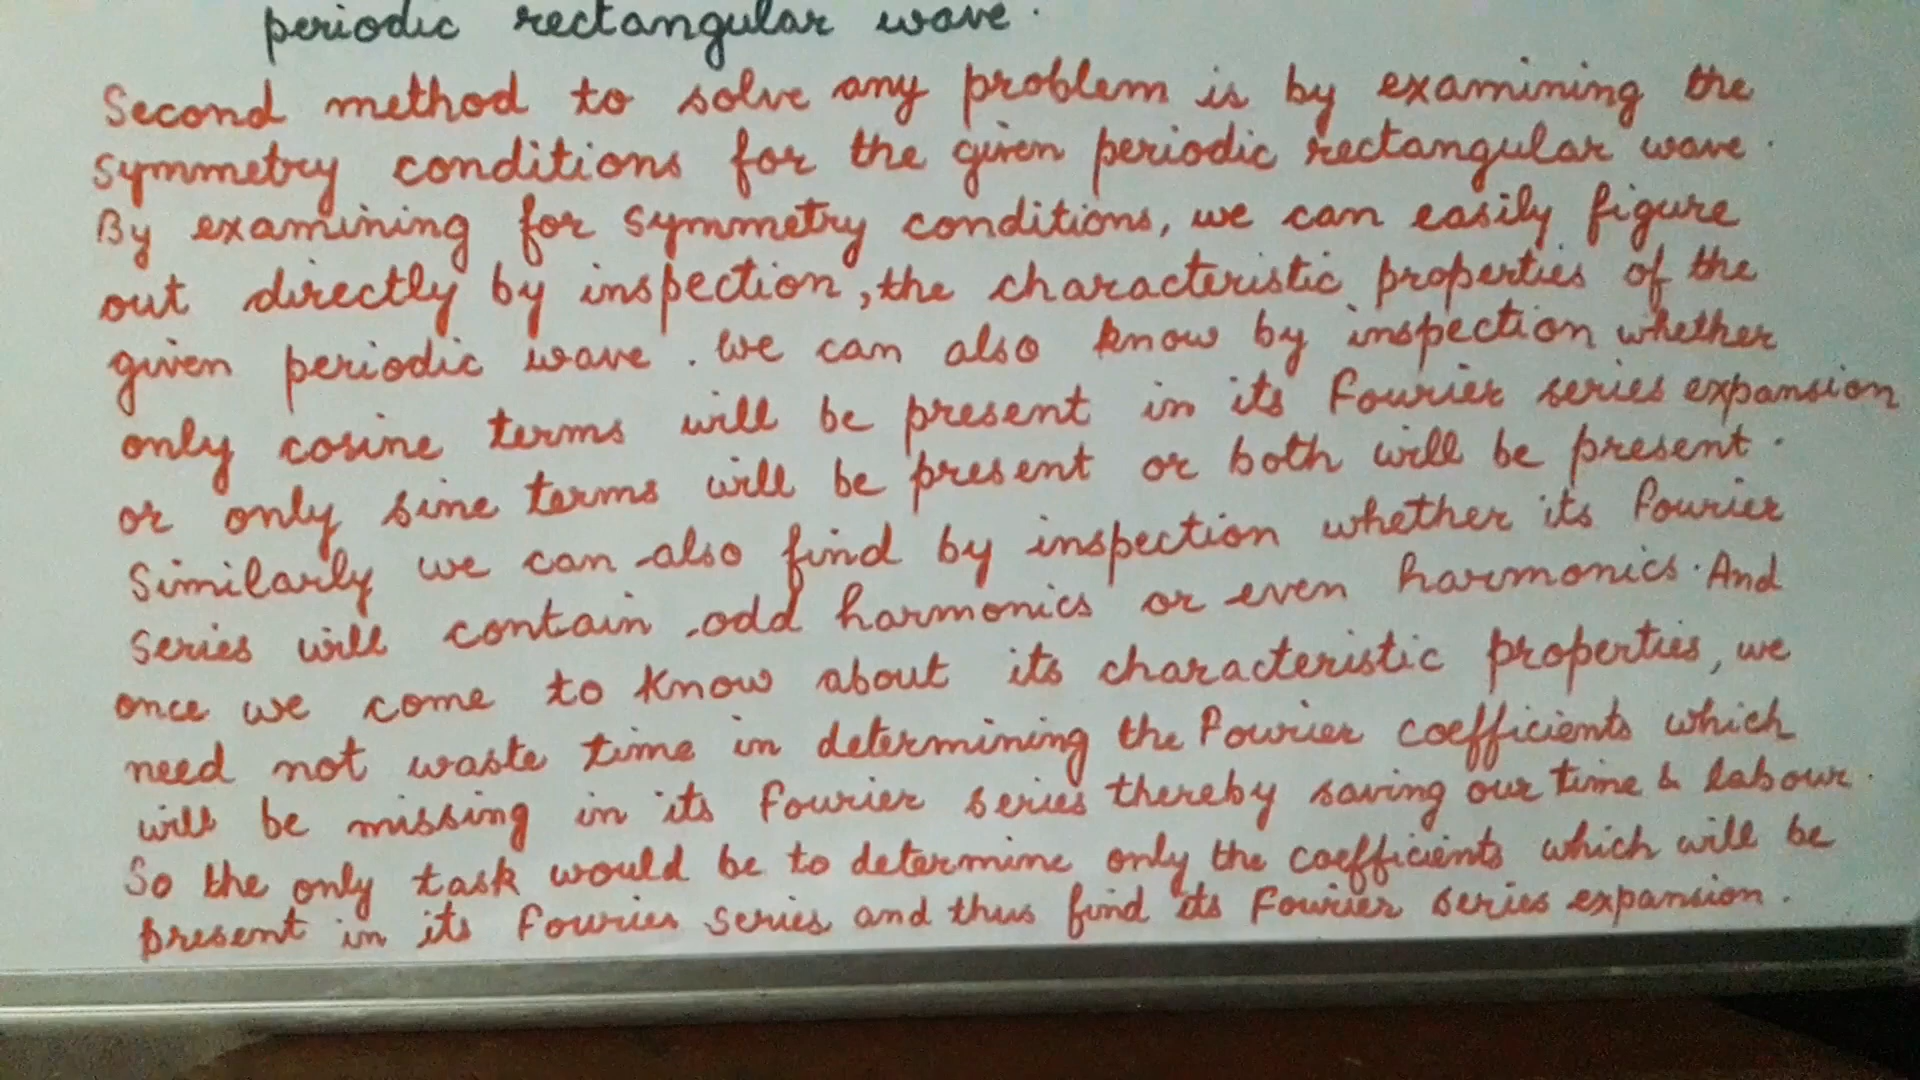 periodic rectangular wave.
Second method to solve any problem is by examining the
symmetry conditions for the given periodic rectangular wave.
By examining for symmetry conditions, we can easily figure
out directly by inspection, the characteristic properties of the
given periodic wave. We can also know by inspection whether
only cosine terms will be present in its Fourier series expansion
or only sine terms will be present or both will be present.
Similarly we can also find by inspection whether its Fourier
series will contain odd harmonics or even harmonics. And
once we come to know about its characteristic properties, we
need not waste time in determining the Fourier coefficients which
will be missing in its Fourier series thereby saving our time & labour.
So the only task would be to determine only the coefficients which will be
present in its Fourier series and thus find its Fourier series expansion.